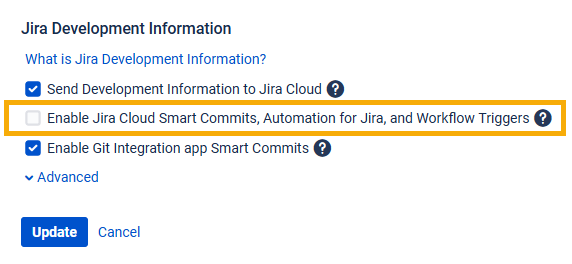 Jira Development Information
What is Jira Development Information?
Send Development Information to Jira Cloud ?
Enable Jira Cloud Smart Commits, Automation for Jira, and Workflow Triggers ?
Enable Git Integration app Smart Commits ?
Advanced
Update Cancel